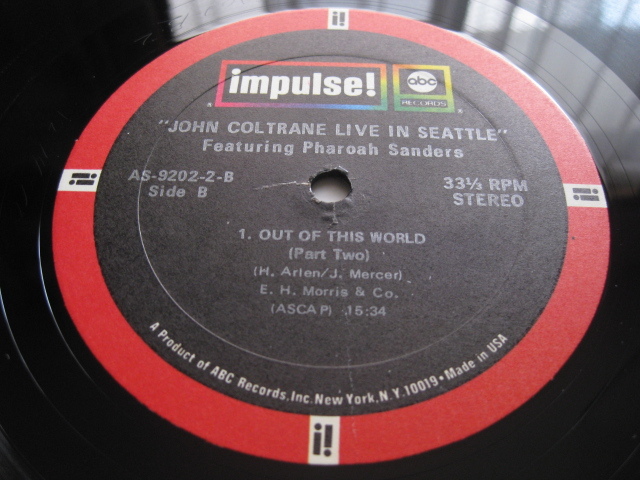 impulse!
abc
RECORDS
"JOHN COLTRANE LIVE IN SEATTLE"
Featuring Pharoah Sanders
AS-9202-2-B
Side B
33⅓ RPM
STEREO
1. OUT OF THIS WORLD
(Part Two)
(H. Arlen/J. Mercer)
E. H. Morris & Co.
(ASCAP) 15:34
A Product of ABC Records, Inc. New York, N.Y. 10019 • Made in USA